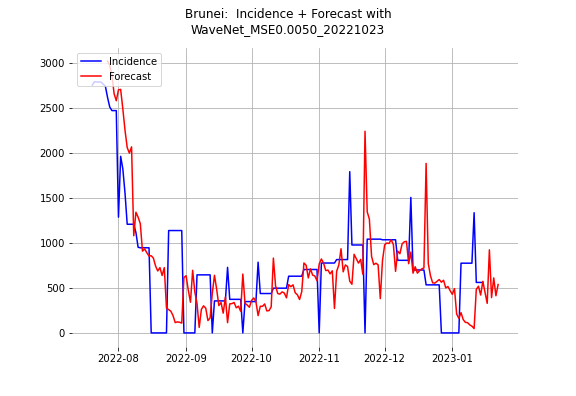 Brunei:  Incidence + Forecast with
WaveNet_MSE0.0050_20221023
Incidence
Forecast
3000
2500
2000
1500
1000
500
0
2022-08 2022-09 2022-10 2022-11 2022-12 2023-01